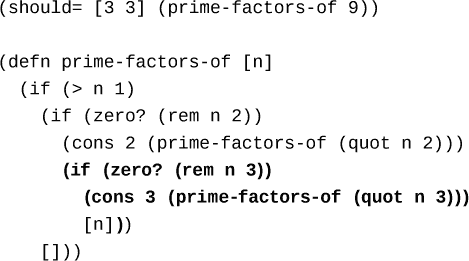 (should= [3 3] (prime-factors-of 9))
(defn prime-factors-of [n]
(if (> n 1)
(if (zero? (rem n 2))
(cons 2 (prime-factors-of (quot n 2)))
(if (zero? (rem n 3))
(cons 3 (prime-factors-of (quot n 3)))
[n]))
[]))